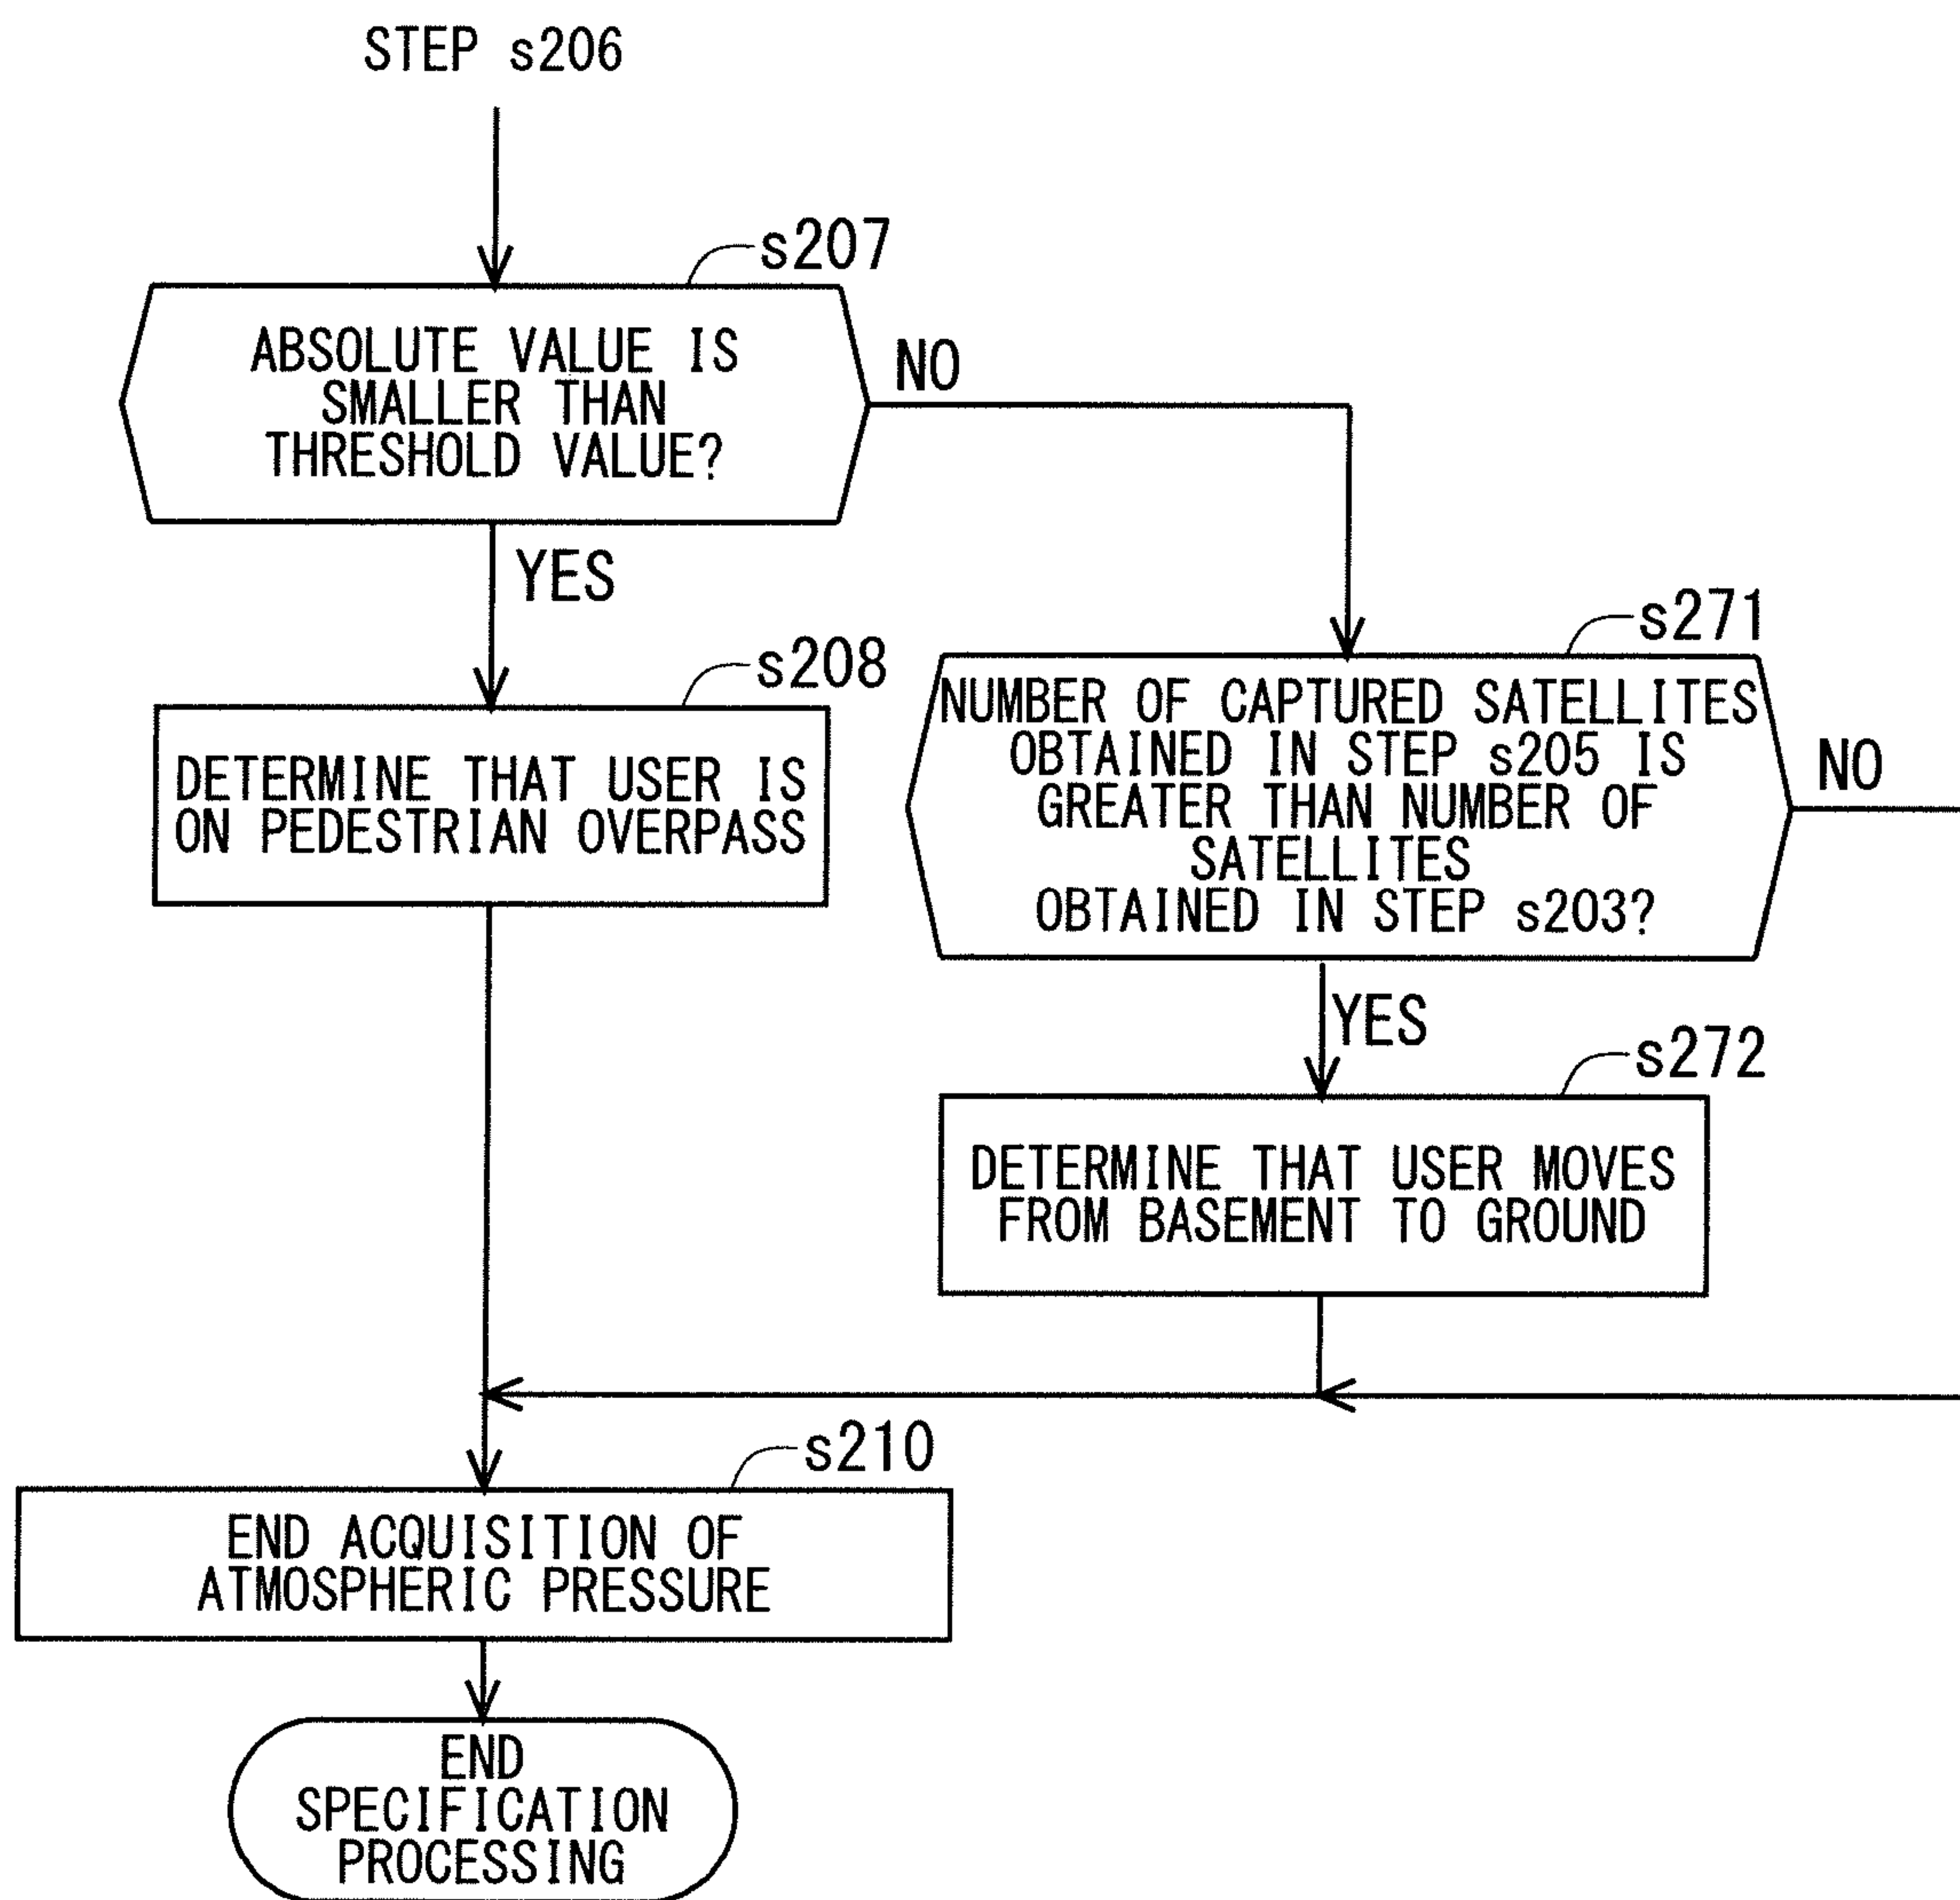 STEP s206
s207
ABSOLUTE VALUE IS
SMALLER THAN
THRESHOLD VALUE?
NO
YES
s208
DETERMINE THAT USER IS
ON PEDESTRIAN OVERPASS
s271
NUMBER OF CAPTURED SATELLITES
OBTAINED IN STEP s205 IS
GREATER THAN NUMBER OF
SATELLITES
OBTAINED IN STEP s203?
NO
YES
s272
DETERMINE THAT USER MOVES
FROM BASEMENT TO GROUND
s210
END ACQUISITION OF
ATMOSPHERIC PRESSURE
END
SPECIFICATION
PROCESSING